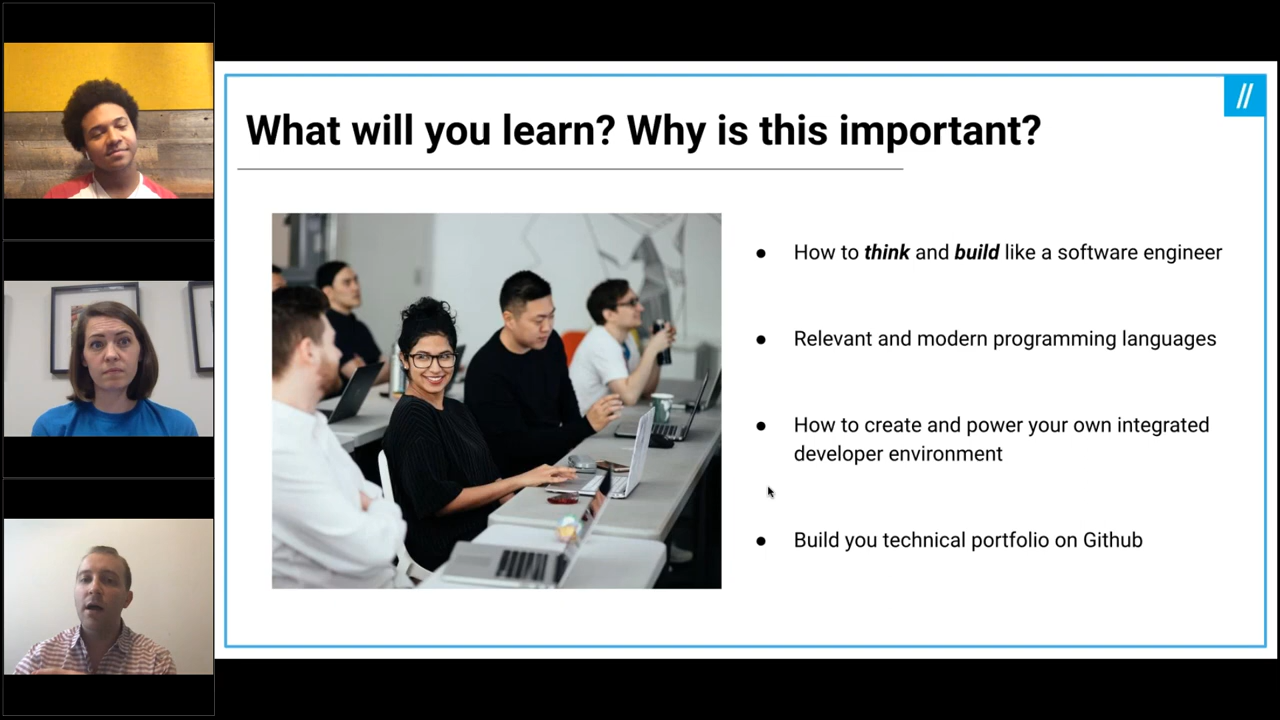 //
What will you learn? Why is this important?
● How to think and build like a software engineer
● Relevant and modern programming languages
● How to create and power your own integrated
developer environment
● Build you technical portfolio on Github